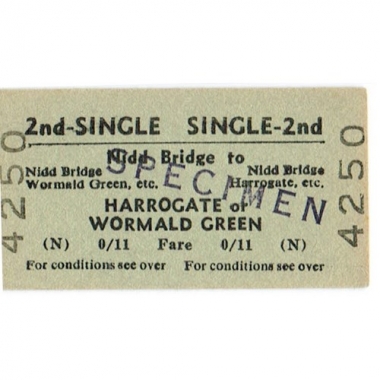 2nd-SINGLE SINGLE-2nd
Nidd Bridge to
Nidd Bridge Nidd Bridge
Wormald Green, etc. Harrogate, etc.
SPECIMEN
HARROGATE or
WORMALD GREEN
(N) 0/11 Fare 0/11 (N)
For conditions see over For conditions see over
4250
4250